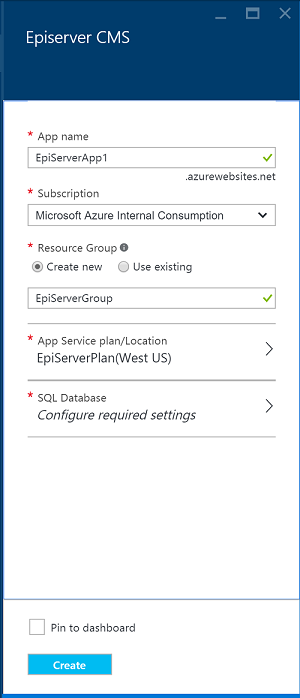 Episerver CMS
* App name
EpiServerApp1
.azurewebsites.net
* Subscription
Microsoft Azure Internal Consumption
* Resource Group
Create new Use existing
EpiServerGroup
* App Service plan/Location
EpiServerPlan(West US)
* SQL Database
Configure required settings
Pin to dashboard
Create